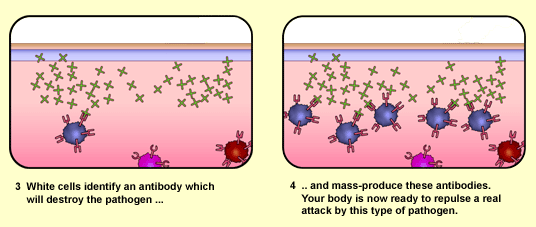 3 White cells identify an antibody which
will destroy the pathogen ...
4 .. and mass-produce these antibodies.
Your body is now ready to repulse a real
attack by this type of pathogen.